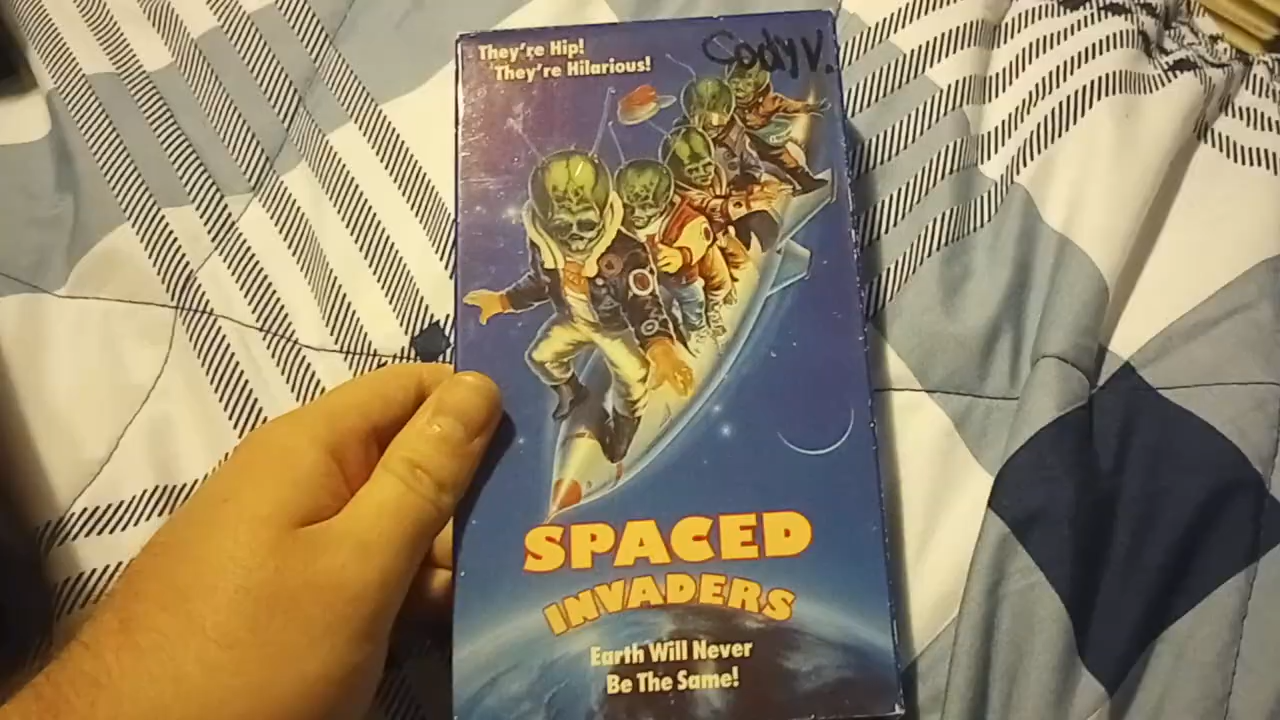 They're Hip!
They're Hilarious!
Cody V.
SPACED
INVADERS
Earth Will Never
Be The Same!